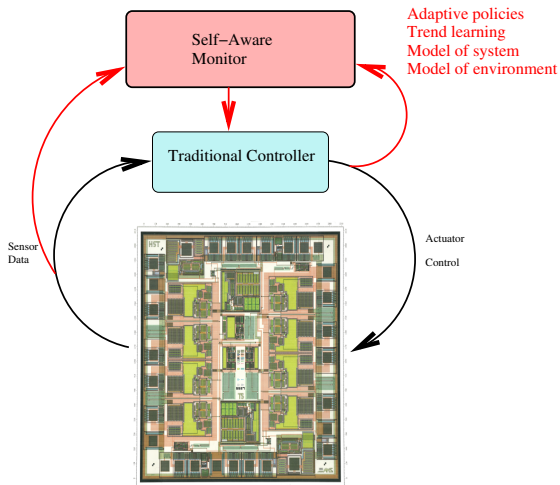 Adaptive policies
Trend learning
Model of system
Model of environment
Self-Aware
Monitor
Traditional Controller
Sensor
Data
Actuator
Control
HST